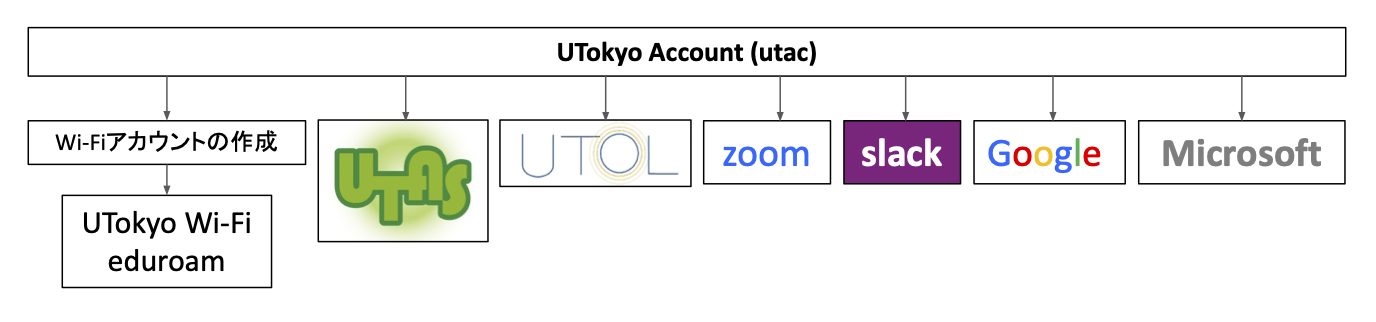 UTokyo Account (utac)
Wi-Fiアカウントの作成
UTAS
UTOL
zoom
slack
Google
Microsoft
UTokyo Wi-Fi
eduroam